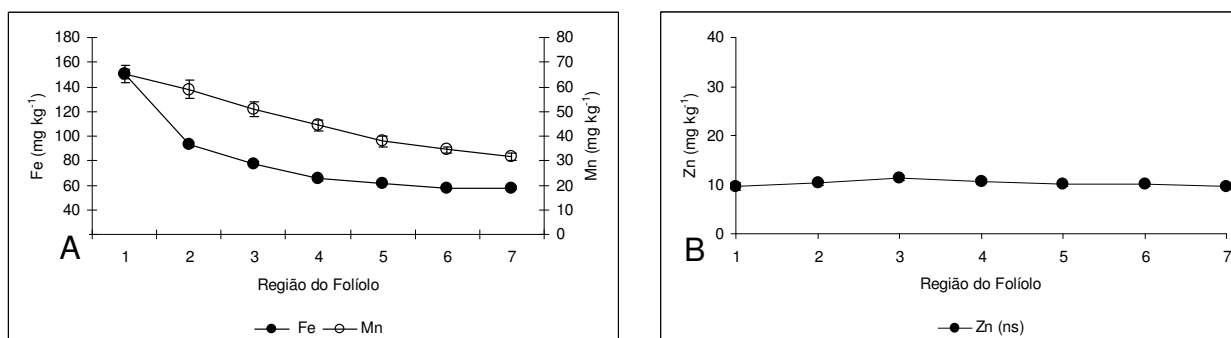 180
160
140
120
100
80
60
40
Fe (mg kg⁻¹)
80
70
60
50
40
30
20
10
0
Mn (mg kg⁻¹)
A
1 2 3 4 5 6 7
Região do Folíolo
Fe Mn
40
30
20
10
0
Zn (mg kg⁻¹)
B
1 2 3 4 5 6 7
Região do Folíolo
Zn (ns)